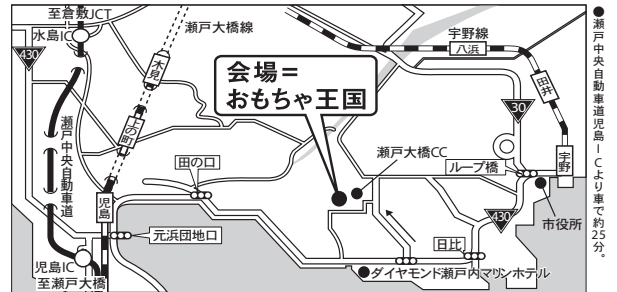 至倉敷JCT
水島IC
430
瀬戸大橋線
木見
上の町
児島
瀬戸中央自動車道
会場=
おもちゃ王国
宇野線
八浜
田井
30
宇野
田の口
瀬戸大橋CC
ループ橋
市役所
430
元浜団地口
日比
児島IC
至瀬戸大橋
ダイヤモンド瀬戸内マリンホテル
●瀬戸中央自動車道児島ICより車で約25分。